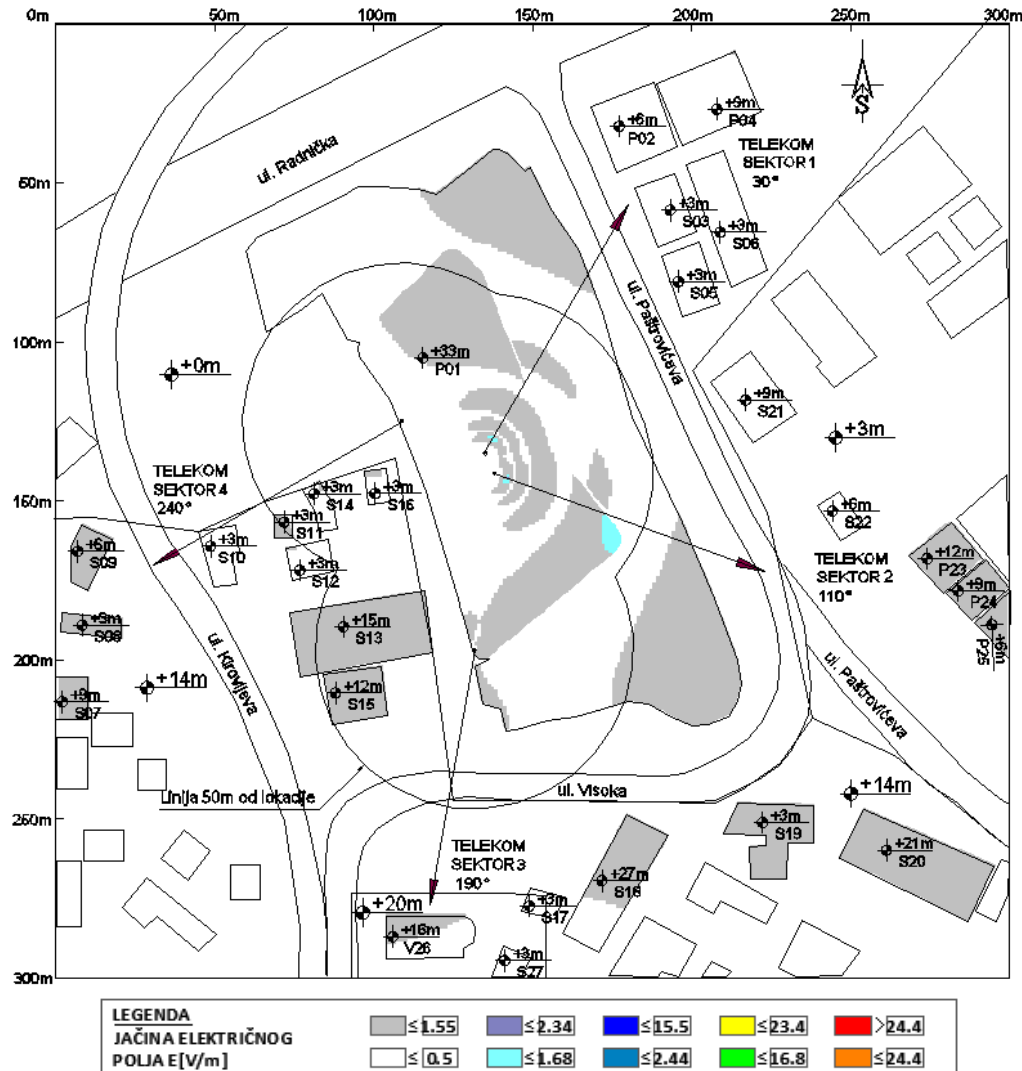 0m 50m 100m 150m 200m 250m 300m
50m
100m
150m
200m
250m
300m
ul. Radnička
+6m
P02
+9m
P04
TELEKOM
SEKTOR 1
30°
+3m
S03
+3m
S06
+3m
S05
ul. Paštrovićeva
+33m
P01
+0m
+9m
S21
+3m
TELEKOM
SEKTOR 4
240°
+3m
S14
+3m
S16
+3m
S11
+3m
S10
+3m
S12
+6m
S09
S08
+6m
S22
TELEKOM
SEKTOR 2
110°
+12m
P23
+9m
P24
+6m
P25
+15m
S13
+12m
S15
ul. Kirovljeva
+14m
S07
ul. Paštrovićeva
Linija 50m od lokacije
ul. Visoka
+14m
+3m
S19
+21m
S20
TELEKOM
SEKTOR 3
190°
+27m
S18
+20m
+3m
S17
+16m
V26
+3m
S27
LEGENDA
JAČINA ELEKTRIČNOG
POLJA E[V/m]
≤1.55 ≤2.34 ≤15.5 ≤23.4 >24.4
≤ 0.5 ≤1.68 ≤2.44 ≤16.8 ≤24.4